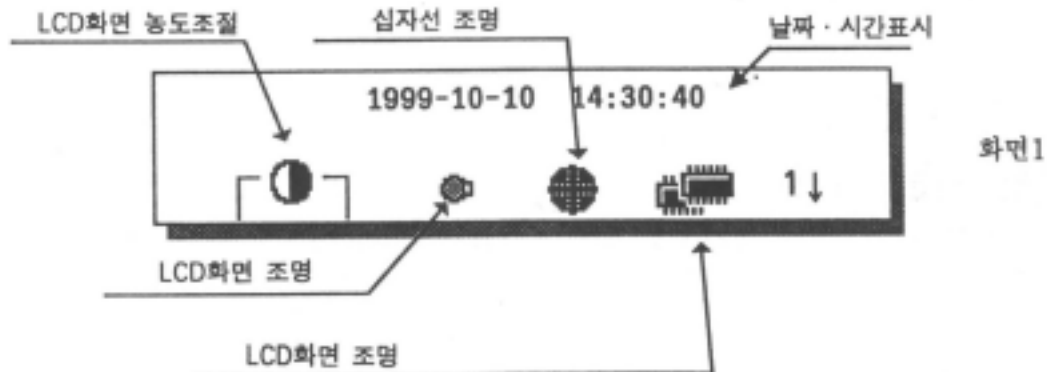 LCD화면 농도조절
십자선 조명
날짜 · 시간표시
1999-10-10 14:30:40
화면1
1↓
LCD화면 조명
LCD화면 조명